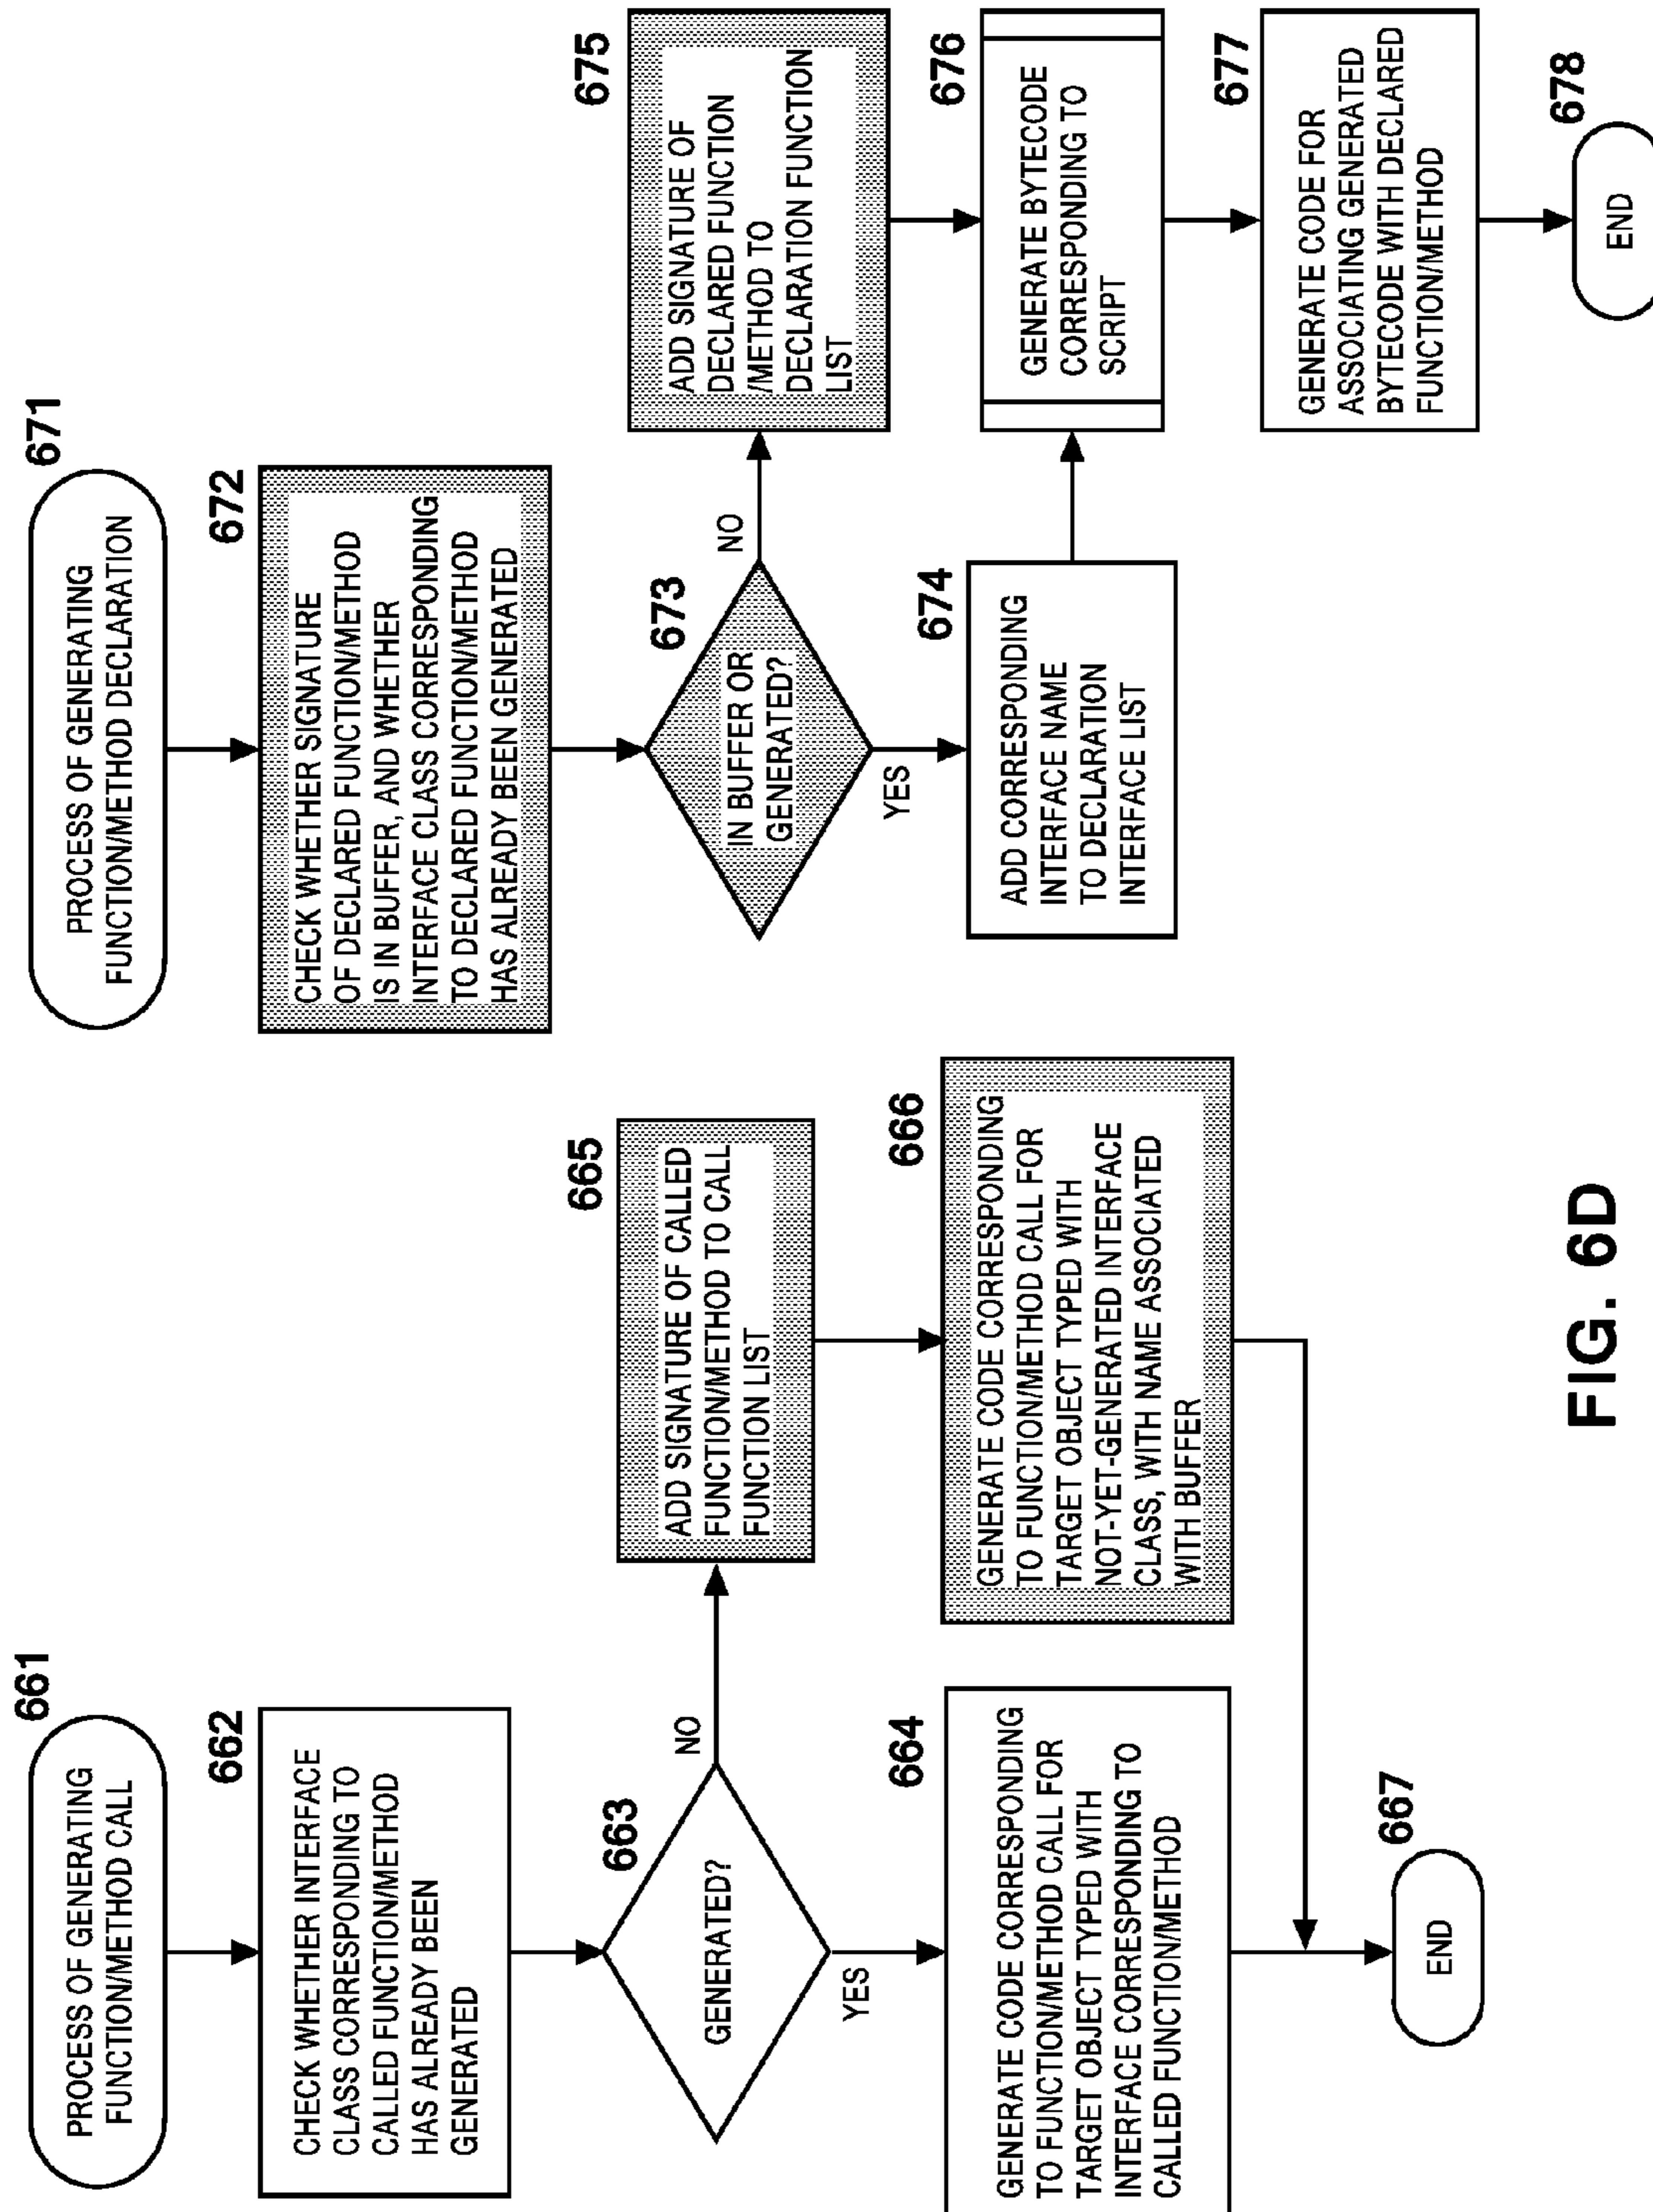 661
PROCESS OF GENERATING
FUNCTION/METHOD CALL
662
CHECK WHETHER INTERFACE
CLASS CORRESPONDING TO
CALLED FUNCTION/METHOD
HAS ALREADY BEEN
GENERATED
663
GENERATED?
NO
YES
664
GENERATE CODE CORRESPONDING
TO FUNCTION/METHOD CALL FOR
TARGET OBJECT TYPED WITH
INTERFACE CORRESPONDING TO
CALLED FUNCTION/METHOD
665
ADD SIGNATURE OF CALLED
FUNCTION/METHOD TO CALL
FUNCTION LIST
666
GENERATE CODE CORRESPONDING
TO FUNCTION/METHOD CALL FOR
TARGET OBJECT TYPED WITH
NOT-YET-GENERATED INTERFACE
CLASS, WITH NAME ASSOCIATED
WITH BUFFER
667
END
671
PROCESS OF GENERATING
FUNCTION/METHOD DECLARATION
672
CHECK WHETHER SIGNATURE
OF DECLARED FUNCTION/METHOD
IS IN BUFFER, AND WHETHER
INTERFACE CLASS CORRESPONDING
TO DECLARED FUNCTION/METHOD
HAS ALREADY BEEN GENERATED
673
IN BUFFER OR
GENERATED?
NO
YES
674
ADD CORRESPONDING
INTERFACE NAME
TO DECLARATION
INTERFACE LIST
675
ADD SIGNATURE OF
DECLARED FUNCTION
/METHOD TO
DECLARATION FUNCTION
LIST
676
GENERATE BYTECODE
CORRESPONDING TO
SCRIPT
677
GENERATE CODE FOR
ASSOCIATING GENERATED
BYTECODE WITH DECLARED
FUNCTION/METHOD
678
END
FIG. 6D